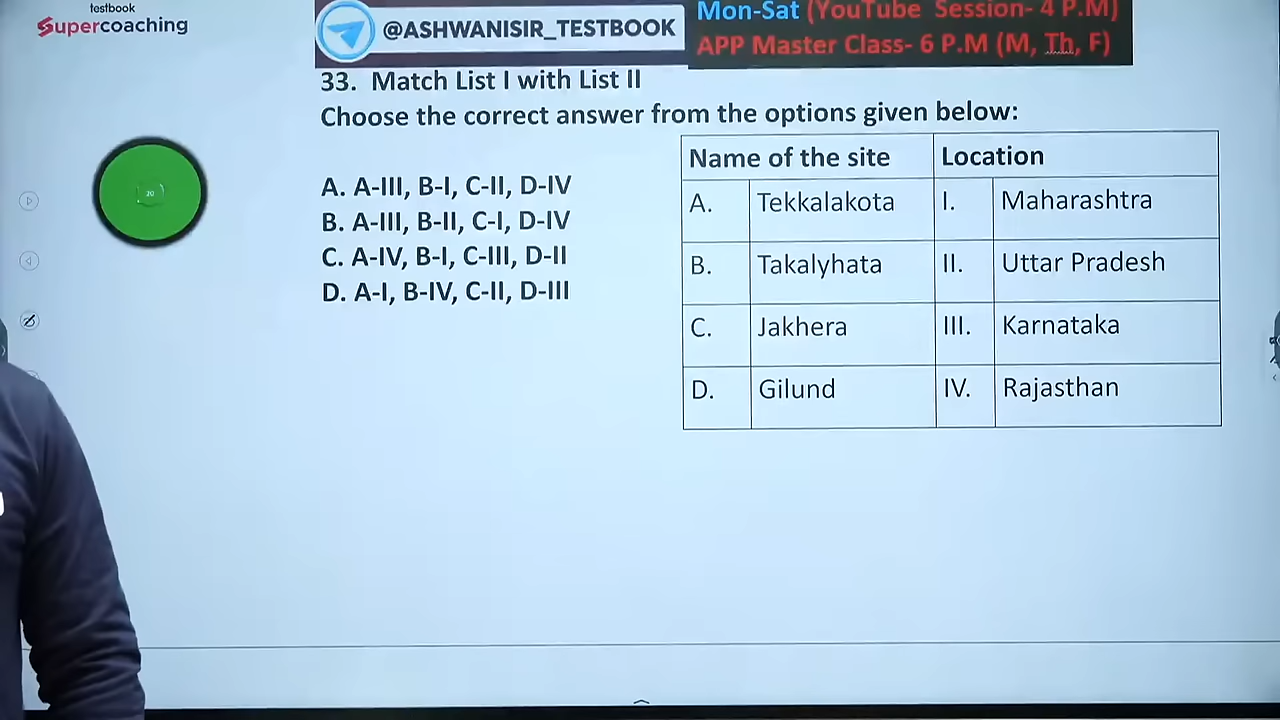 testbook
Supercoaching
@ASHWANISIR_TESTBOOK
Mon-Sat (YouTube Session- 4 P.M)
APP Master Class- 6 P.M (M, Th, F)
33. Match List I with List II
Choose the correct answer from the options given below:
A. A-III, B-I, C-II, D-IV
B. A-III, B-II, C-I, D-IV
C. A-IV, B-I, C-III, D-II
D. A-I, B-IV, C-II, D-III
Name of the site Location
A. Tekkalakota I. Maharashtra
B. Takalyhata II. Uttar Pradesh
C. Jakhera III. Karnataka
D. Gilund IV. Rajasthan
20